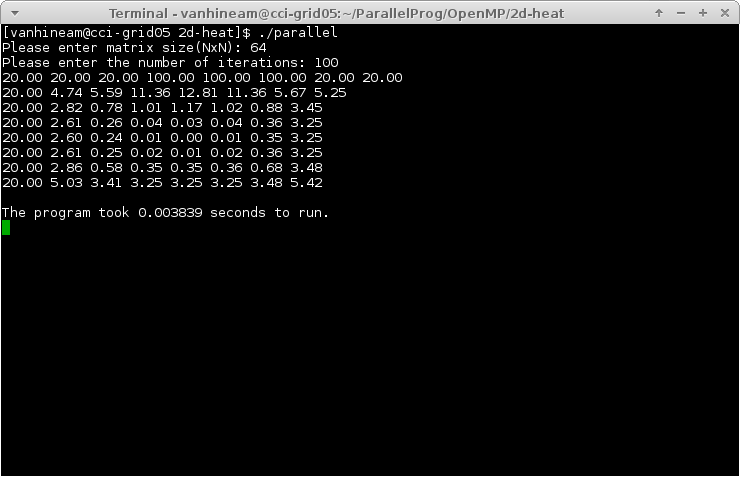 Terminal - vanhineam@cci-grid05:~/ParallelProg/OpenMP/2d-heat
[vanhineam@cci-grid05 2d-heat]$ ./parallel
Please enter matrix size(NxN): 64
Please enter the number of iterations: 100
20.00 20.00 20.00 100.00 100.00 100.00 20.00 20.00
20.00 4.74 5.59 11.36 12.81 11.36 5.67 5.25
20.00 2.82 0.78 1.01 1.17 1.02 0.88 3.45
20.00 2.61 0.26 0.04 0.03 0.04 0.36 3.25
20.00 2.60 0.24 0.01 0.00 0.01 0.35 3.25
20.00 2.61 0.25 0.02 0.01 0.02 0.36 3.25
20.00 2.86 0.58 0.35 0.35 0.36 0.68 3.48
20.00 5.03 3.41 3.25 3.25 3.25 3.48 5.42
The program took 0.003839 seconds to run.